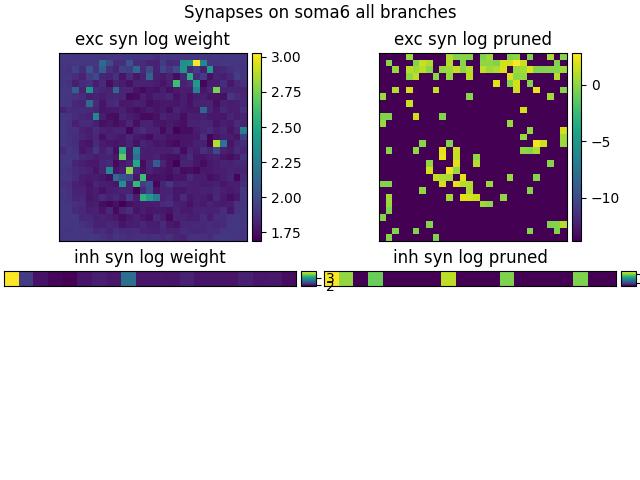 Synapses on soma6 all branches
exc syn log weight
exc syn log pruned
3.00
2.75
2.50
2.25
2.00
1.75
0
−5
−10
inh syn log weight
inh syn log pruned
3
2